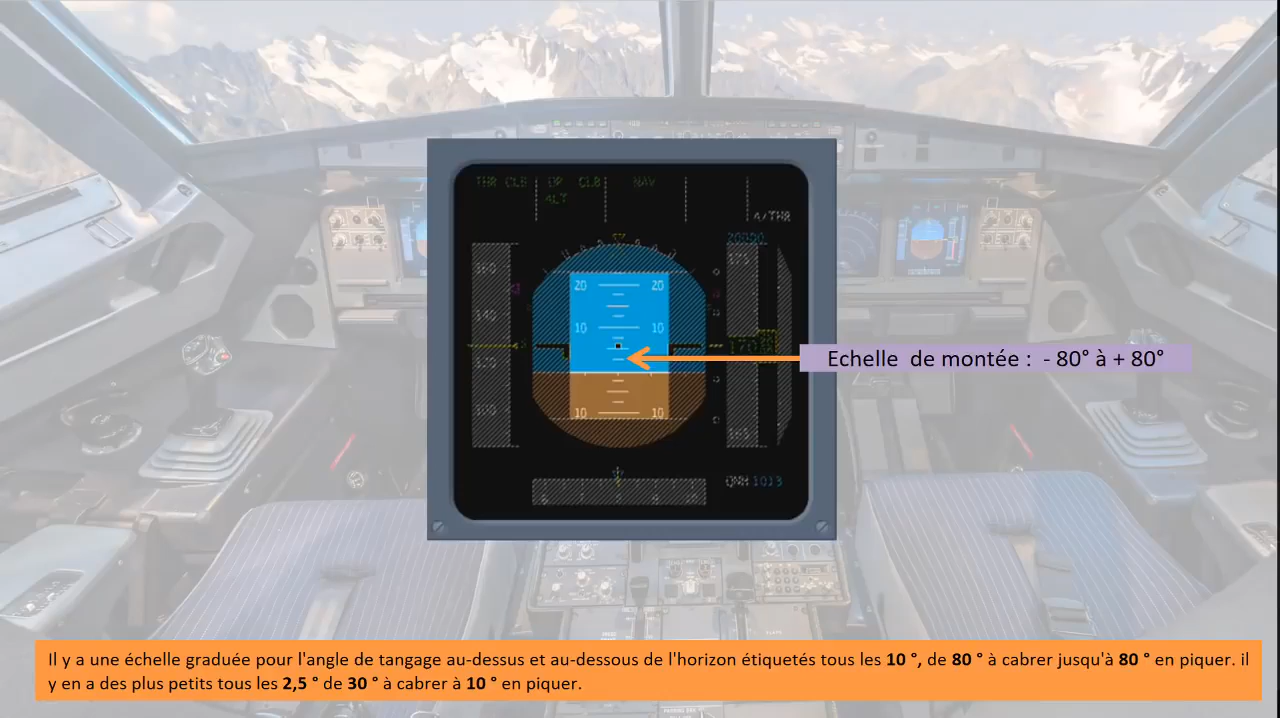 THR CLB OP CLB NAV
ALT
A/THR
20 20
10 10
Echelle de montée : - 80° à + 80°
10 10
QNH 1013
Il y a une échelle graduée pour l'angle de tangage au-dessus et au-dessous de l'horizon étiquetés tous les 10 °, de 80 ° à cabrer jusqu'à 80 ° en piquer. il
y en a des plus petits tous les 2,5 ° de 30 ° à cabrer à 10 ° en piquer.